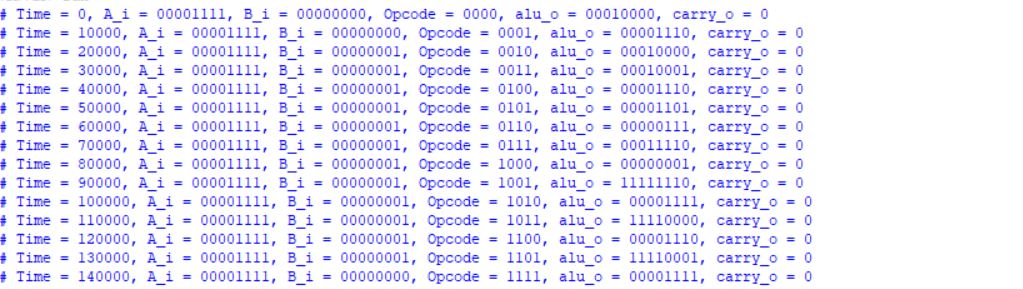 # Time = 0, A_i = 00001111, B_i = 00000000, Opcode = 0000, alu_o = 00010000, carry_o = 0
# Time = 10000, A_i = 00001111, B_i = 00000000, Opcode = 0001, alu_o = 00001110, carry_o = 0
# Time = 20000, A_i = 00001111, B_i = 00000001, Opcode = 0010, alu_o = 00010000, carry_o = 0
# Time = 30000, A_i = 00001111, B_i = 00000001, Opcode = 0011, alu_o = 00010001, carry_o = 0
# Time = 40000, A_i = 00001111, B_i = 00000001, Opcode = 0100, alu_o = 00001110, carry_o = 0
# Time = 50000, A_i = 00001111, B_i = 00000001, Opcode = 0101, alu_o = 00001101, carry_o = 0
# Time = 60000, A_i = 00001111, B_i = 00000001, Opcode = 0110, alu_o = 00000111, carry_o = 0
# Time = 70000, A_i = 00001111, B_i = 00000001, Opcode = 0111, alu_o = 00011110, carry_o = 0
# Time = 80000, A_i = 00001111, B_i = 00000001, Opcode = 1000, alu_o = 00000001, carry_o = 0
# Time = 90000, A_i = 00001111, B_i = 00000001, Opcode = 1001, alu_o = 11111110, carry_o = 0
# Time = 100000, A_i = 00001111, B_i = 00000001, Opcode = 1010, alu_o = 00001111, carry_o = 0
# Time = 110000, A_i = 00001111, B_i = 00000001, Opcode = 1011, alu_o = 11110000, carry_o = 0
# Time = 120000, A_i = 00001111, B_i = 00000001, Opcode = 1100, alu_o = 00001110, carry_o = 0
# Time = 130000, A_i = 00001111, B_i = 00000001, Opcode = 1101, alu_o = 11110001, carry_o = 0
# Time = 140000, A_i = 00001111, B_i = 00000000, Opcode = 1111, alu_o = 00001111, carry_o = 0